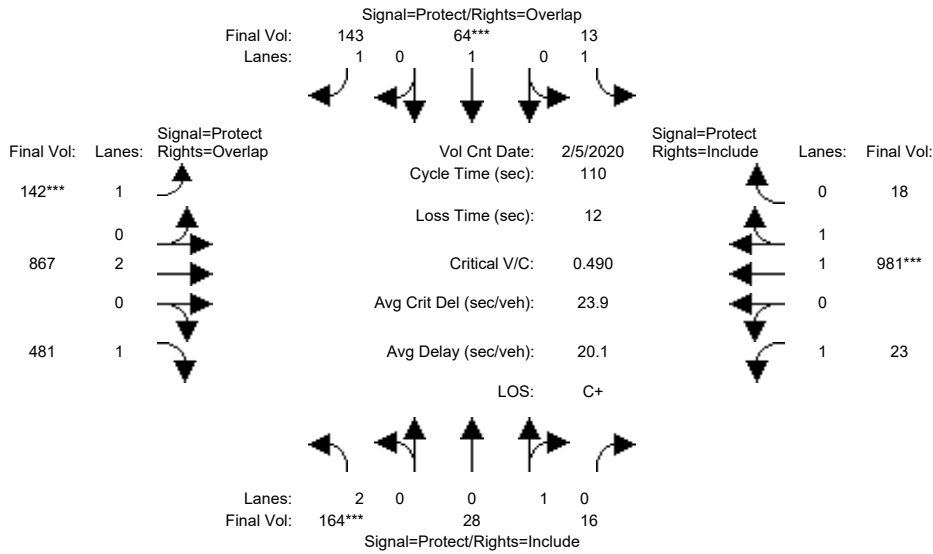 Signal=Protect/Rights=Overlap
Final Vol: 143 64*** 13
Lanes: 1 0 1 0 1
Signal=Protect
Final Vol: Lanes: Rights=Overlap
Vol Cnt Date: 2/5/2020
Signal=Protect
Rights=Include Lanes: Final Vol:
Cycle Time (sec): 110
142*** 1
0 18
Loss Time (sec): 12
0
1
867 2
Critical V/C: 0.490
1 981***
0
Avg Crit Del (sec/veh): 23.9
0
481 1
Avg Delay (sec/veh): 20.1
1 23
LOS: C+
Lanes: 2 0 0 1 0
Final Vol: 164*** 28 16
Signal=Protect/Rights=Include